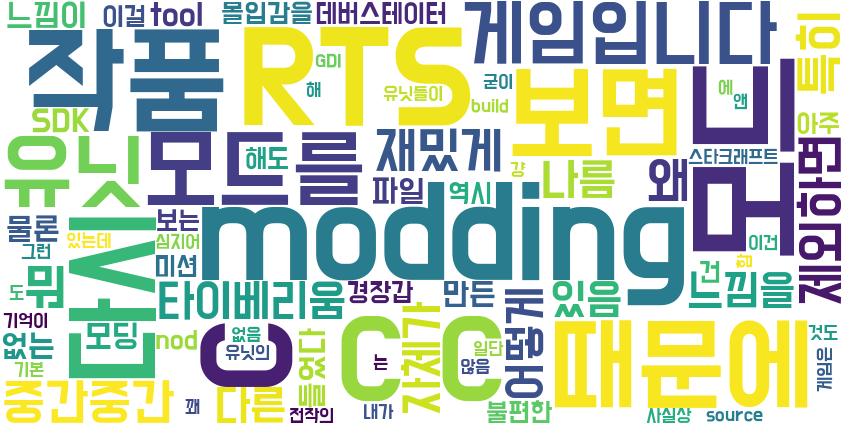 느낌이
이걸
tool
몰입감을
데버스테이터
게임입니다
특히
작품
RTS
GDI
해
유닛들이
굳이
build
보면
에
앤
SDK
아주
유닛
모드를
해도
재밌게
스타크래프트
왜
파일
역시
걍
나름
물론
그런
있는데
보는
심지어
modding
이건
제외하면
함
미션
도
뭐
타이베리움
경장갑
만든
있음
건
느낌을
기억이
없는
모딩
nod
기본
없음
유닛의
C
C
는
일단
않음
자체가
어떻게
때문에
것도
게임은
중간중간
꽤
다른
들었다
전작의
내가
불편한
사실상
source